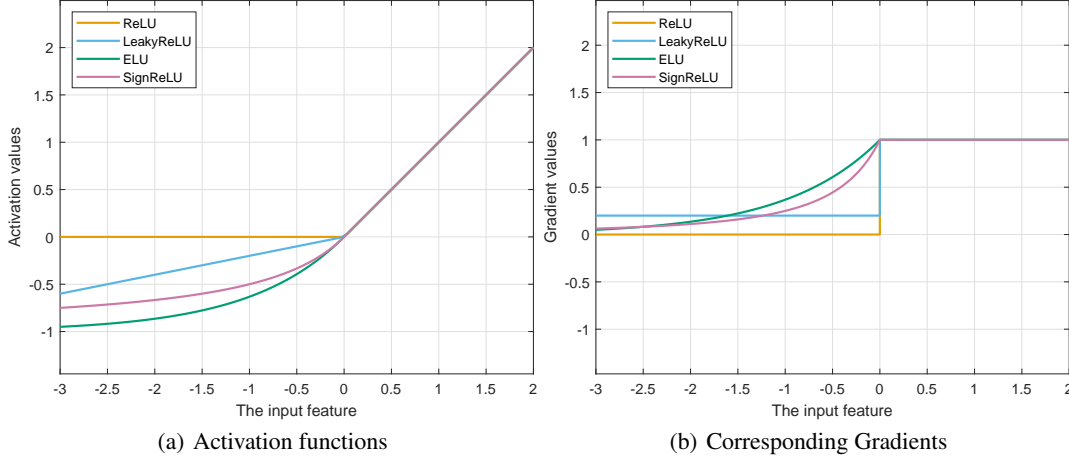 ReLU
LeakyReLU
ELU
SignReLU
2
1.5
1
0.5
0
-0.5
-1
Activation values
-3 -2.5 -2 -1.5 -1 -0.5 0 0.5 1 1.5 2
The input feature
(a) Activation functions
ReLU
LeakyReLU
ELU
SignReLU
2
1.5
1
0.5
0
-0.5
-1
Gradient values
-3 -2.5 -2 -1.5 -1 -0.5 0 0.5 1 1.5 2
The input feature
(b) Corresponding Gradients